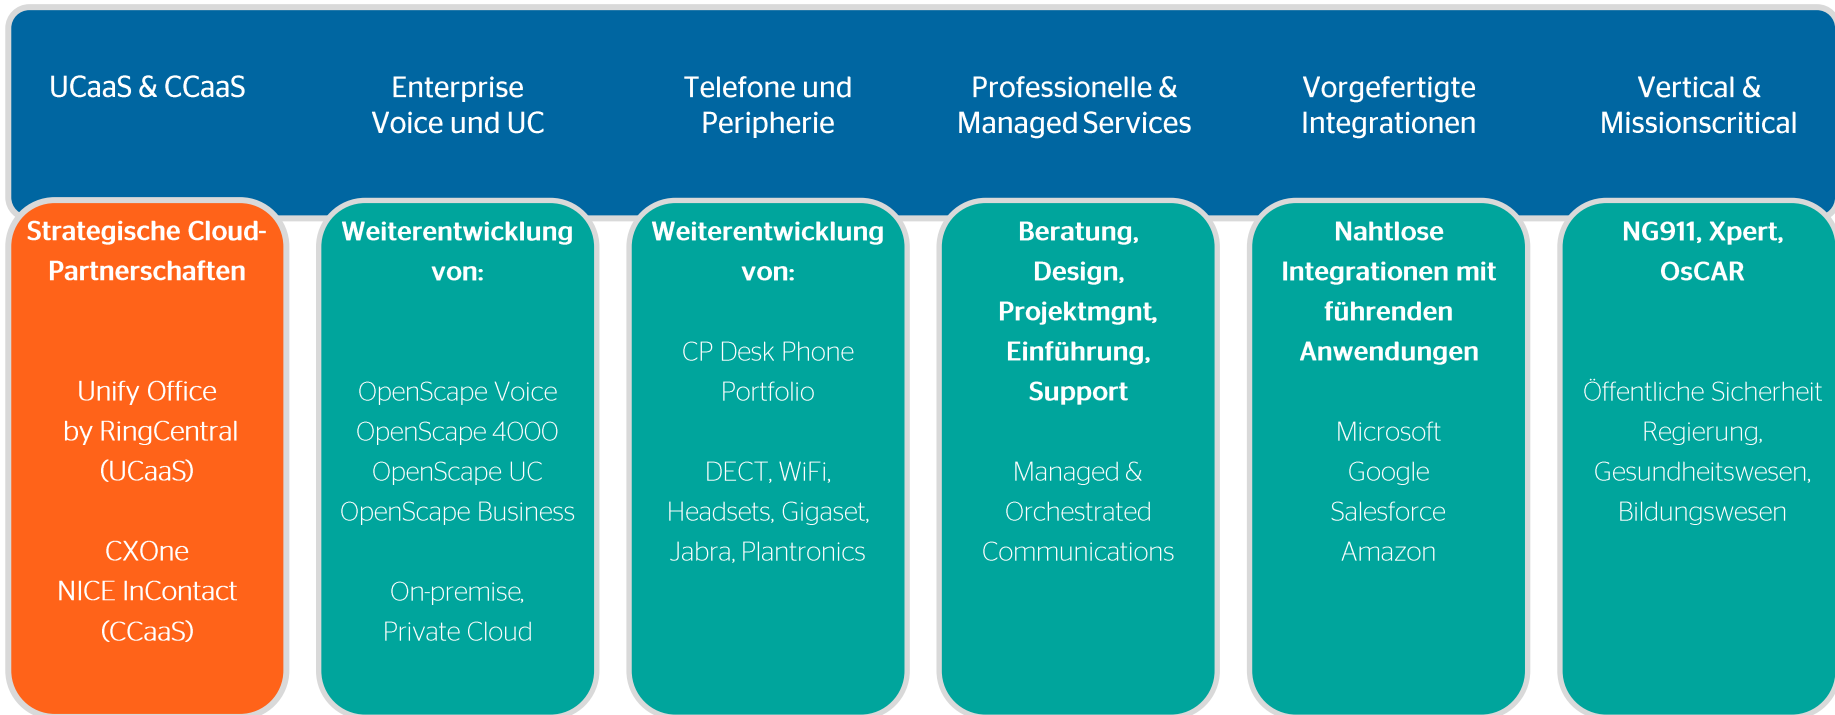 UCaaS & CCaaS
Enterprise
Voice und UC
Telefone und
Peripherie
Professionelle &
Managed Services
Vorgefertigte
Integrationen
Vertical &
Missionscritical
Strategische Cloud-
Partnerschaften
Unify Office
by RingCentral
(UCaaS)
CXOne
NICE InContact
(CCaaS)
Weiterentwicklung
von:
OpenScape Voice
OpenScape 4000
OpenScape UC
OpenScape Business
On-premise,
Private Cloud
Weiterentwicklung
von:
CP Desk Phone
Portfolio
DECT, WiFi,
Headsets, Gigaset,
Jabra, Plantronics
Beratung,
Design,
Projektmgnt,
Einführung,
Support
Managed &
Orchestrated
Communications
Nahtlose
Integrationen mit
führenden
Anwendungen
Microsoft
Google
Salesforce
Amazon
NG911, Xpert,
OsCAR
Öffentliche Sicherheit
Regierung,
Gesundheitswesen,
Bildungswesen